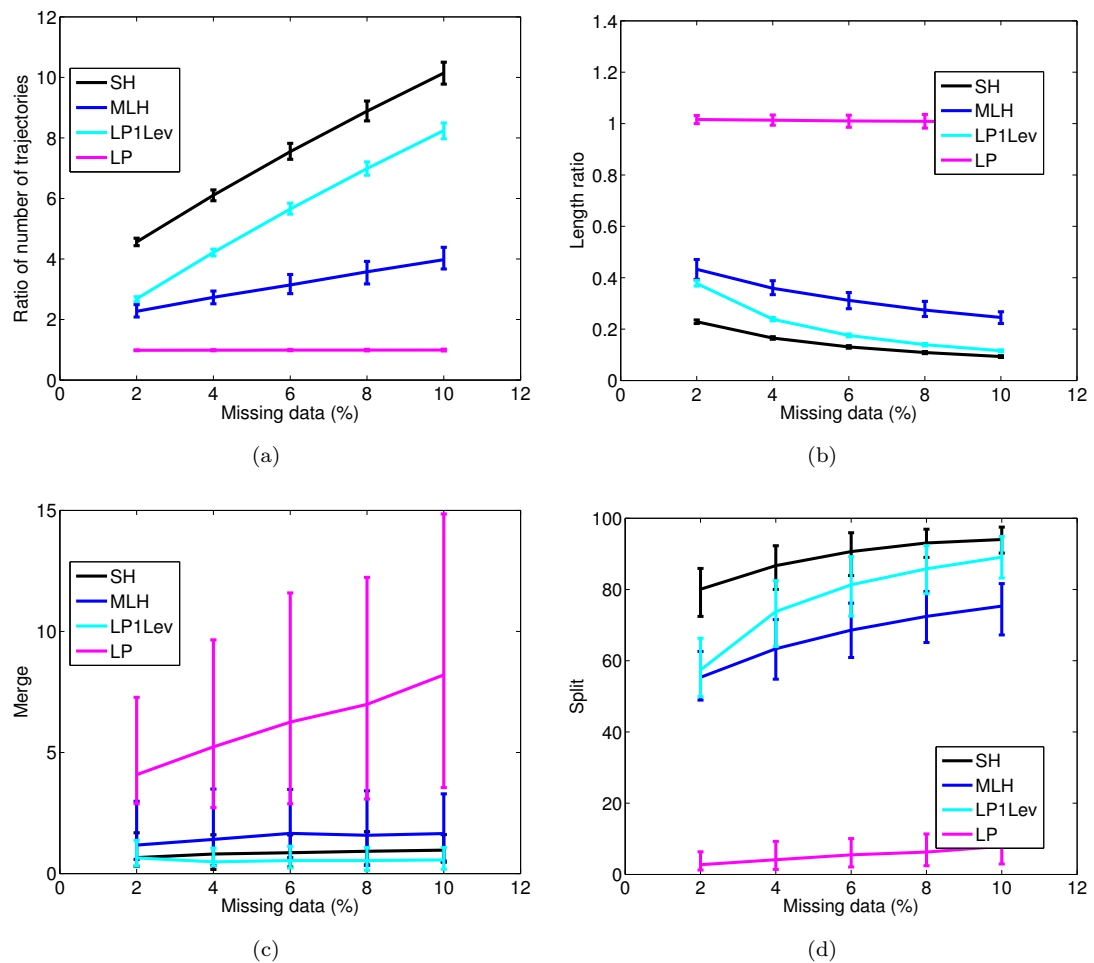 Ratio of number of trajectories
12
10
8
6
4
2
0
SH
MLH
LP1Lev
LP
0 2 4 6 8 10 12
Missing data (%)
(a)
Length ratio
1.4
1.2
1
0.8
0.6
0.4
0.2
0
SH
MLH
LP1Lev
LP
0 2 4 6 8 10 12
Missing data (%)
(b)
Merge
15
10
5
0
SH
MLH
LP1Lev
LP
0 2 4 6 8 10 12
Missing data (%)
(c)
Split
100
80
60
40
20
0
SH
MLH
LP1Lev
LP
0 2 4 6 8 10 12
Missing data (%)
(d)